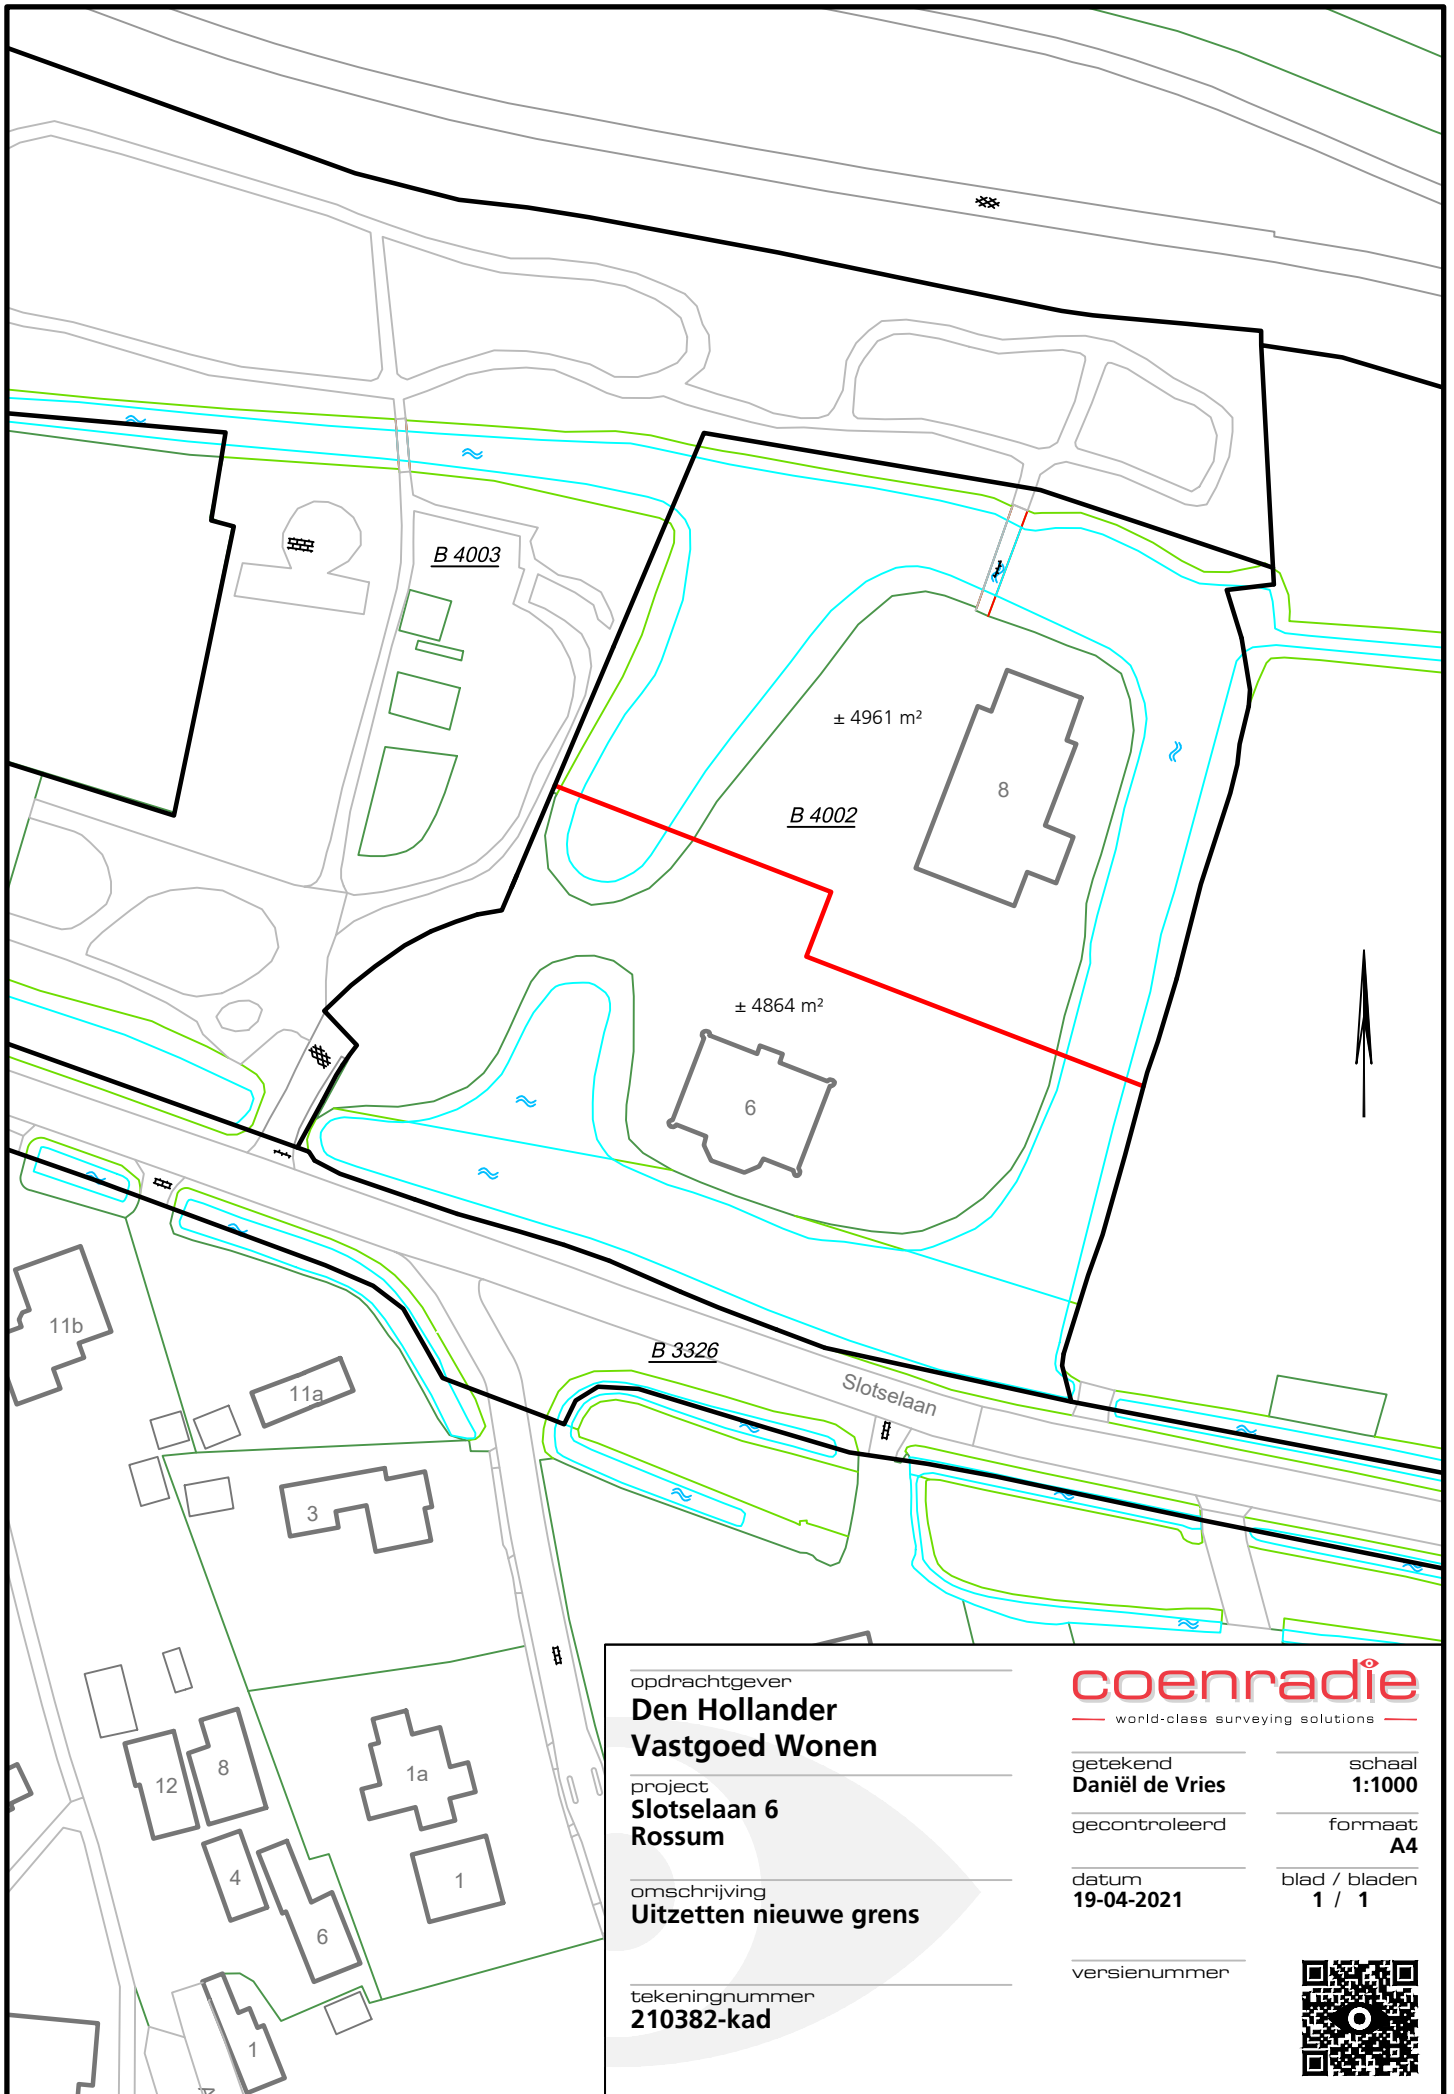 B 4003
± 4961 m²
8
B 4002
± 4864 m²
6
11b
B 3326
Slotselaan
11a
3
8
1a
12
4
1
6
1
opdrachtgever
Den Hollander
Vastgoed Wonen
project
Slotselaan 6
Rossum
omschrijving
Uitzetten nieuwe grens
tekeningnummer
210382-kad
coenradie
world-class surveying solutions
getekend
Daniël de Vries
schaal
1:1000
gecontroleerd
formaat
A4
datum
19-04-2021
blad / bladen
1 / 1
versienummer